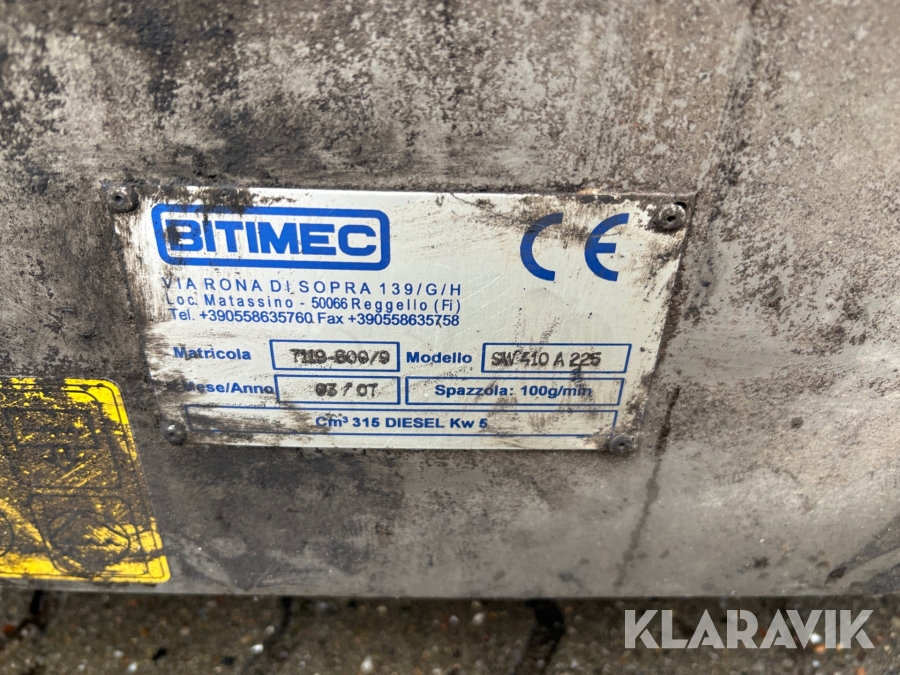 BITIMEC
CE
VIA RONA DI SOPRA 139/G/H
Loc. Matassino - 50066 Reggello (Fi)
Tel. +390558635760 Fax +390558635758
Matricola Modello SW 410 A 225
Mese/Anno 03 / 07 Spazzola: 100g/min
Cm³ 315 DIESEL Kw 5
KLARAVIK